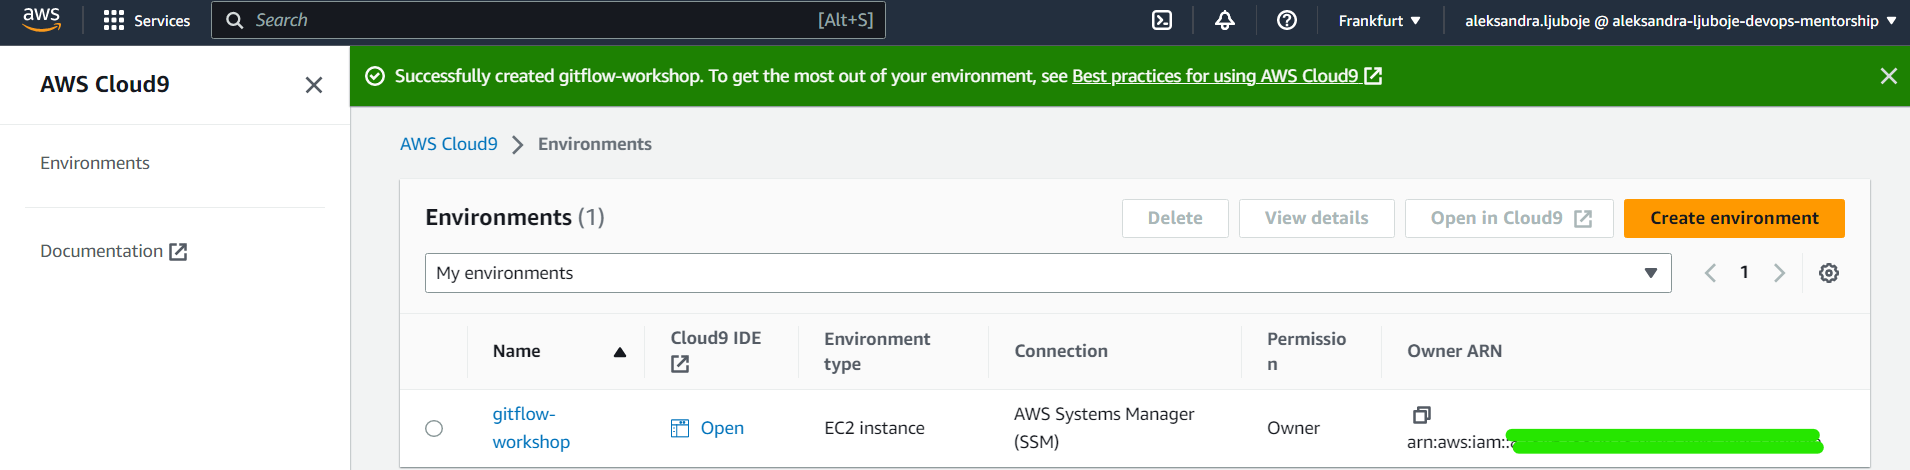 aws Services Search [Alt+S] Frankfurt aleksandra.ljuboje @ aleksandra-ljuboje-devops-mentorship
AWS Cloud9
Successfully created gitflow-workshop. To get the most out of your environment, see Best practices for using AWS Cloud9
Environments
Documentation
AWS Cloud9 > Environments
Environments (1)
Delete View details Open in Cloud9 Create environment
My environments
1
Name Cloud9 IDE Environment type Connection Permission Owner ARN
gitflow-workshop Open EC2 instance AWS Systems Manager (SSM) Owner arn:aws:iam::